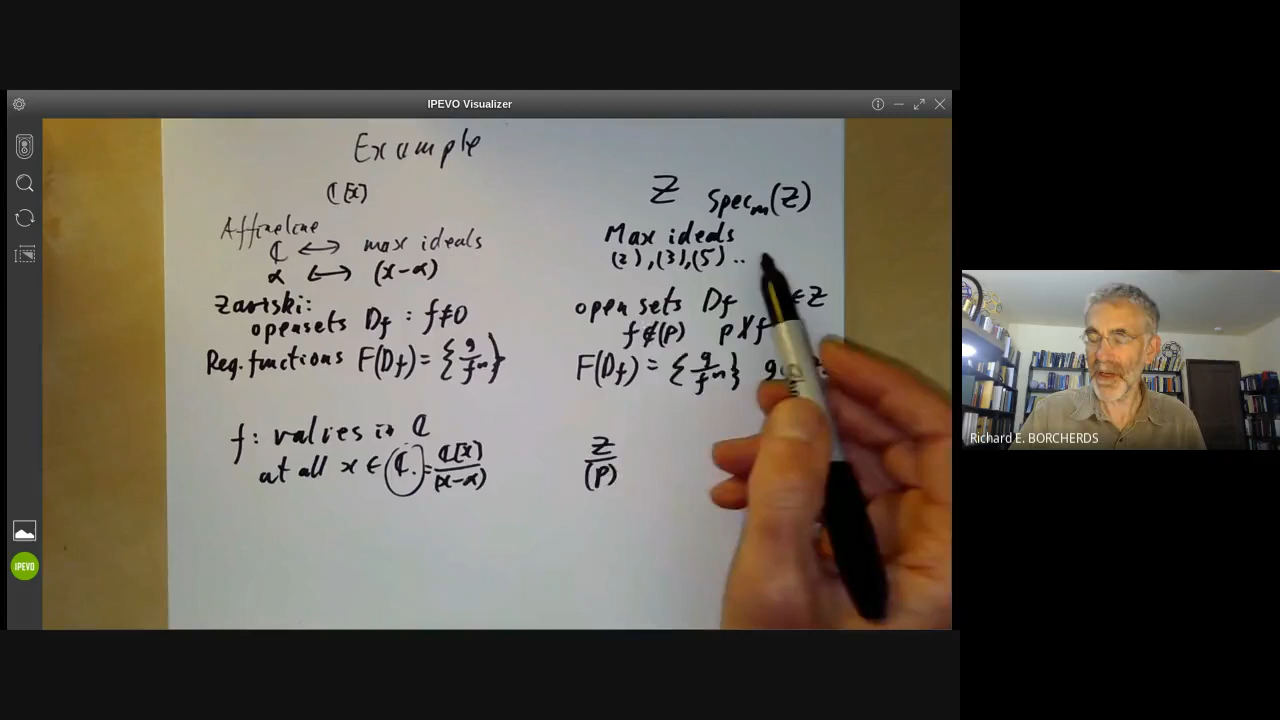 IPEVO Visualizer
Example
ℂ[x]
Affine line
ℂ ↔ max ideals
α ↔ (x-α)
Zariski:
open sets D_f : f≠0
Reg. functions F(D_f) = {g/f^n}
f: values in ℂ
at all x ∈ ℂ. = ℂ[x]/(x-α)
Z Spec_m(Z)
Max ideals
(2), (3), (5) ..
open sets D_f ∈ Z
f∉(p) p∤f
F(D_f) = {g/f^n} g
Z/(p)
Richard E. BORCHERDS
IPEVO